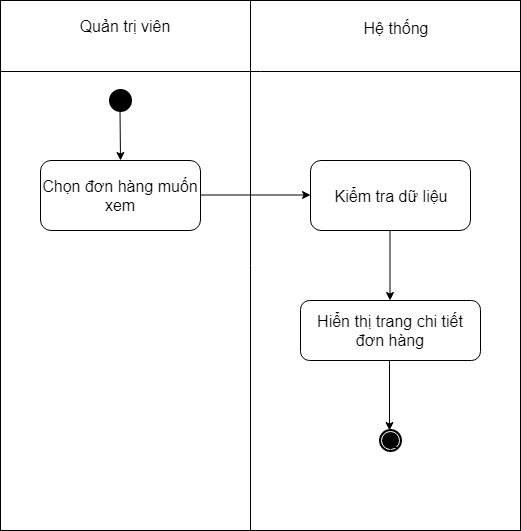 Quản trị viên
Hệ thống
Chọn đơn hàng muốn
xem
Kiểm tra dữ liệu
Hiển thị trang chi tiết
đơn hàng